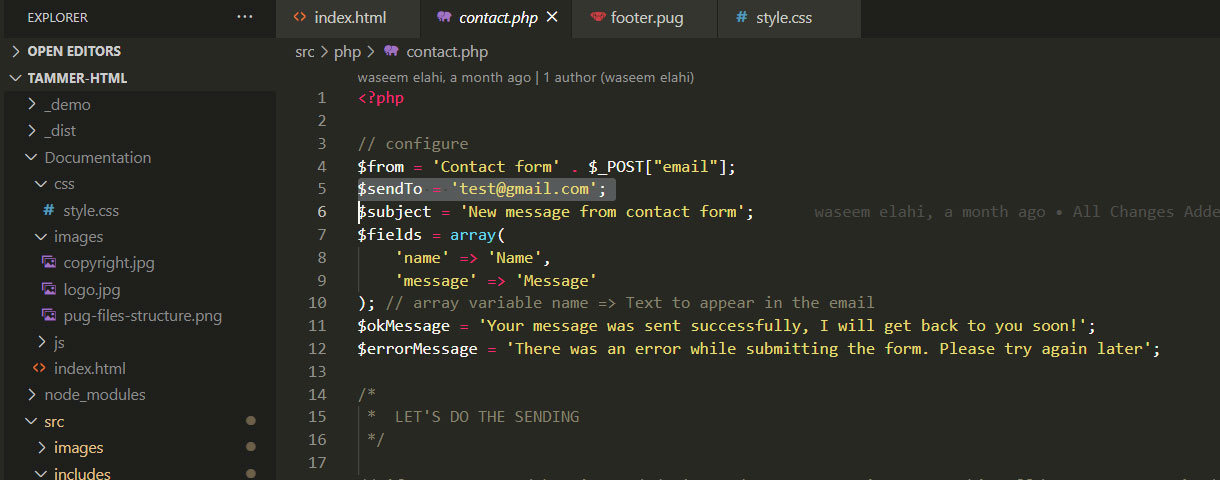 EXPLORER ···
index.html contact.php × footer.pug style.css
OPEN EDITORS
TAMMER-HTML
_demo
_dist
Documentation
css
style.css
images
copyright.jpg
logo.jpg
pug-files-structure.png
js
index.html
node_modules
src
images
includes
src > php > contact.php
waseem elahi, a month ago | 1 author (waseem elahi)
1 <?php
2
3 // configure
4 $from = 'Contact form' . $_POST["email"];
5 $sendTo = 'test@gmail.com';
6 $subject = 'New message from contact form'; waseem elahi, a month ago • All Changes Adde
7 $fields = array(
8 'name' => 'Name',
9 'message' => 'Message'
10 ); // array variable name => Text to appear in the email
11 $okMessage = 'Your message was sent successfully, I will get back to you soon!';
12 $errorMessage = 'There was an error while submitting the form. Please try again later';
13
14 /*
15 * LET'S DO THE SENDING
16 */
17